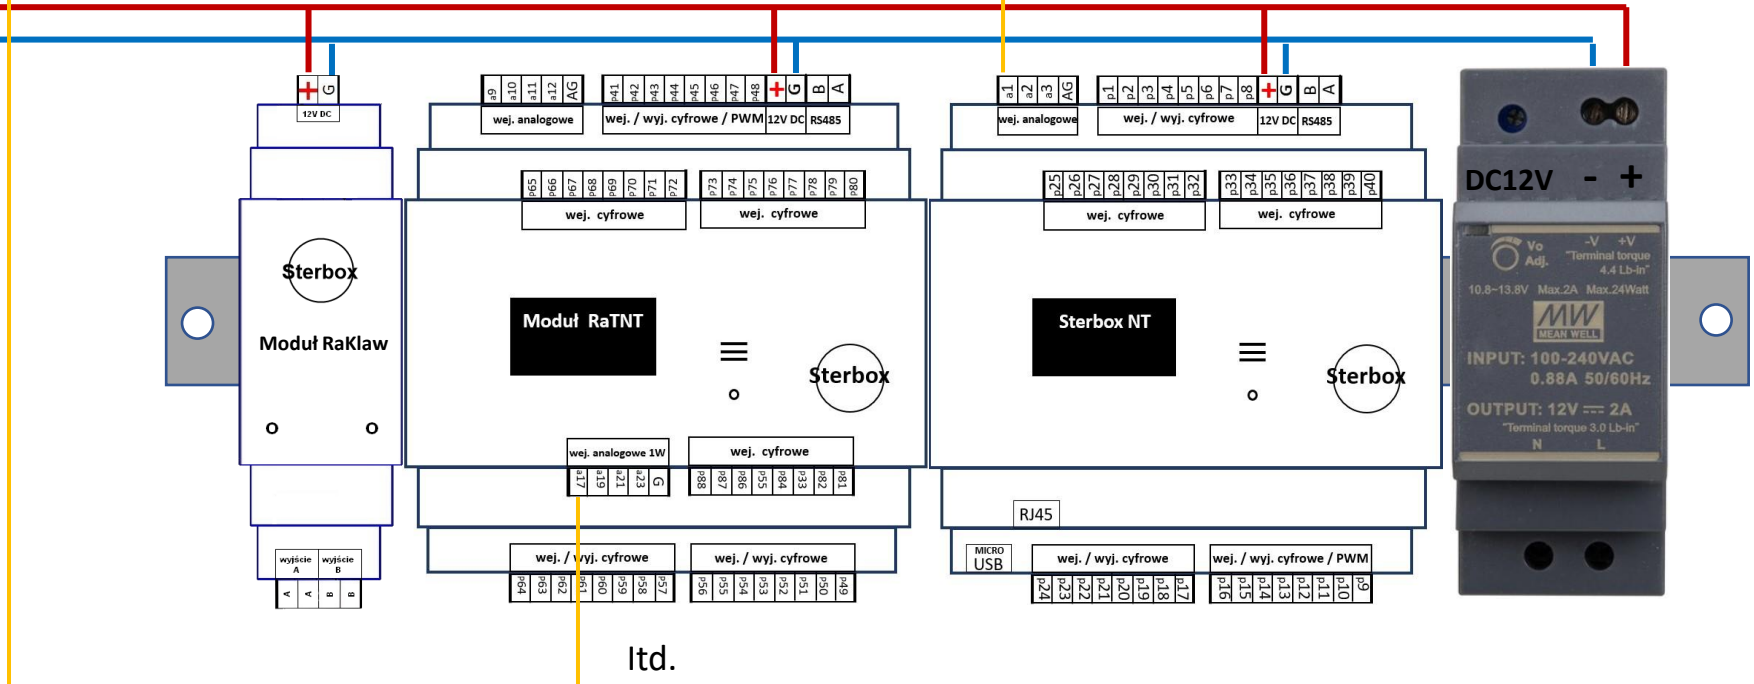 + G
12V DC
Sterbox
Moduł RaKlaw
wyjście A wyjście B
A A B B
a9 a10 a11 a12 AG
wej. analogowe
p41 p42 p43 p44 p45 p46 p47 p48 + G B A
wej. / wyj. cyfrowe / PWM 12V DC RS485
p65 p66 p67 p68 p69 p70 p71 p72
wej. cyfrowe
p73 p74 p75 p76 p77 p78 p79 p80
wej. cyfrowe
Moduł RaTNT
Sterbox
wej. analogowe 1W
a17 a19 a21 a23 G
wej. cyfrowe
p88 p87 p86 p55 p84 p33 p82 p81
wej. / wyj. cyfrowe
p64 p63 p62 p61 p60 p59 p58 p57
wej. / wyj. cyfrowe
p56 p55 p54 p53 p52 p51 p50 p49
a1 a2 a3 AG
wej. analogowe
p1 p2 p3 p4 p5 p6 p7 p8 + G B A
wej. / wyj. cyfrowe 12V DC RS485
p25 p26 p27 p28 p29 p30 p31 p32
wej. cyfrowe
p33 p34 p35 p36 p37 p38 p39 p40
wej. cyfrowe
Sterbox NT
Sterbox
RJ45
MICRO
USB
wej. / wyj. cyfrowe
p24 p23 p22 p21 p20 p19 p18 p17
wej. / wyj. cyfrowe / PWM
p16 p15 p14 p13 p12 p11 p10 p9
DC12V - +
Vo
Adj.
-V +V
"Terminal torque
4.4 Lb-in"
10.8~13.8V Max.2A Max.24Watt
MW
MEAN WELL
INPUT: 100-240VAC
0.88A 50/60Hz
OUTPUT: 12V 2A
"Terminal torque 3.0 Lb-in"
N L
Itd.